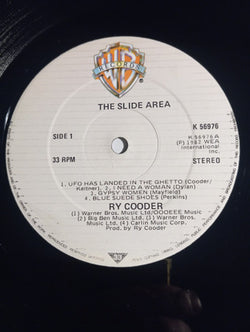 RECORDS
THE SLIDE AREA
SIDE 1
K 56976
K 56976 A
33 RPM
(P) 1982 WEA
International
Inc.
STEREO
1. UFO HAS LANDED IN THE GHETTO (Cooder/
Keltner), 2. I NEED A WOMAN (Dylan)
3. GYPSY WOMEN (Mayfield)
4. BLUE SUEDE SHOES (Perkins)
RY COODER
(1) Warner Bros. Music Ltd/OOOEEE Music
(2) Big Ben Music Ltd. (3) Warner Bros.
Music Ltd. (4) Carlin Music Corp.
Prod. by Ry Cooder
33